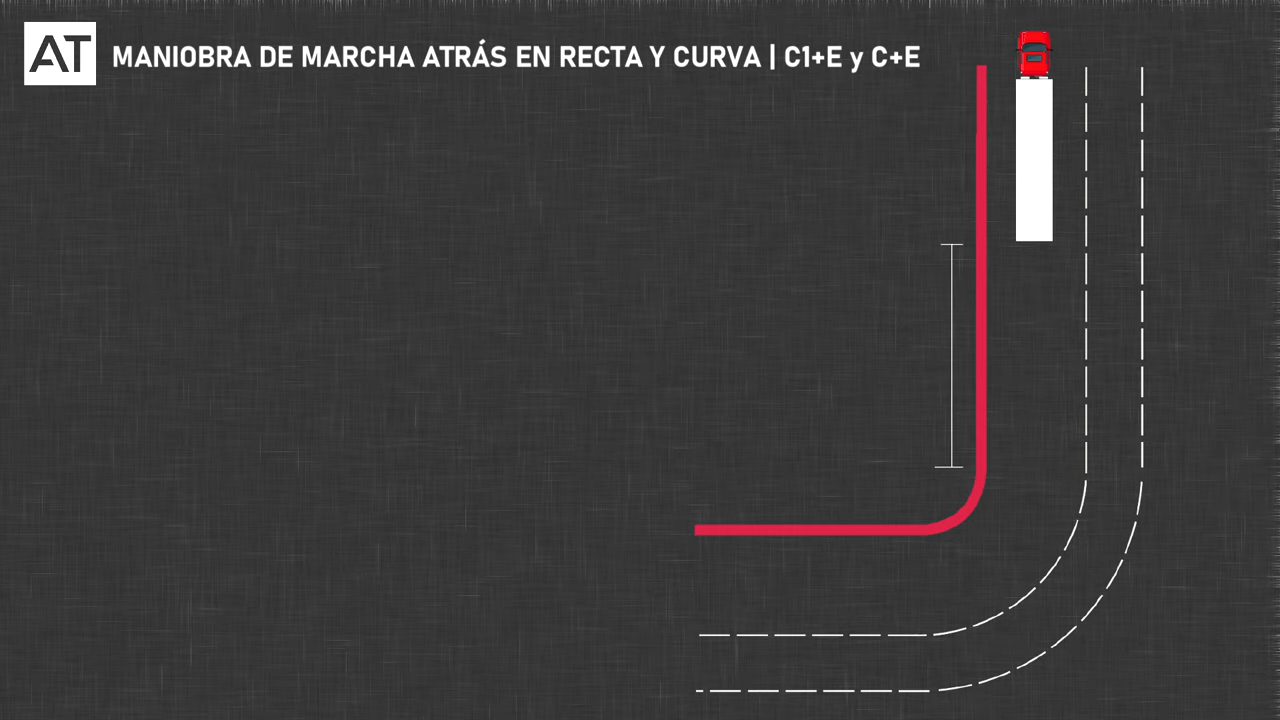 AT
MANIOBRA DE MARCHA ATRÁS EN RECTA Y CURVA | C1+E y C+E